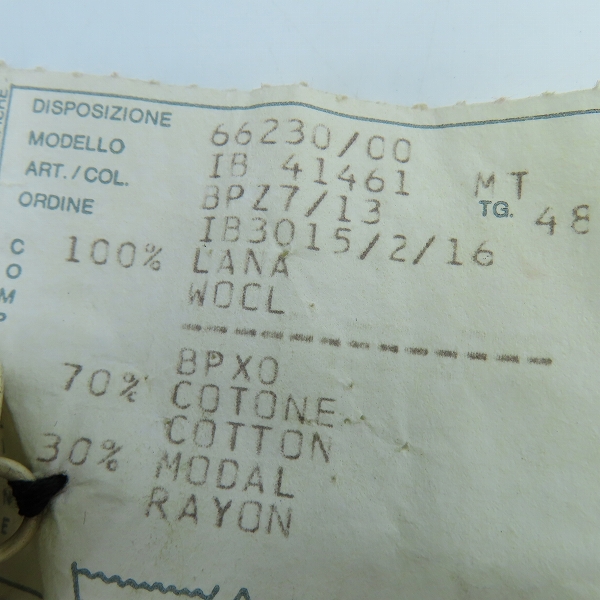 DISPOSIZIONE 66230/00
MODELLO IB 41461 MT
ART./COL. BPZ7/13 TG. 48
ORDINE IB3015/2/16
COMP
100% LANA
WOCL
BPXO
70% COTONE
COTTON
30% MODAL
RAYON